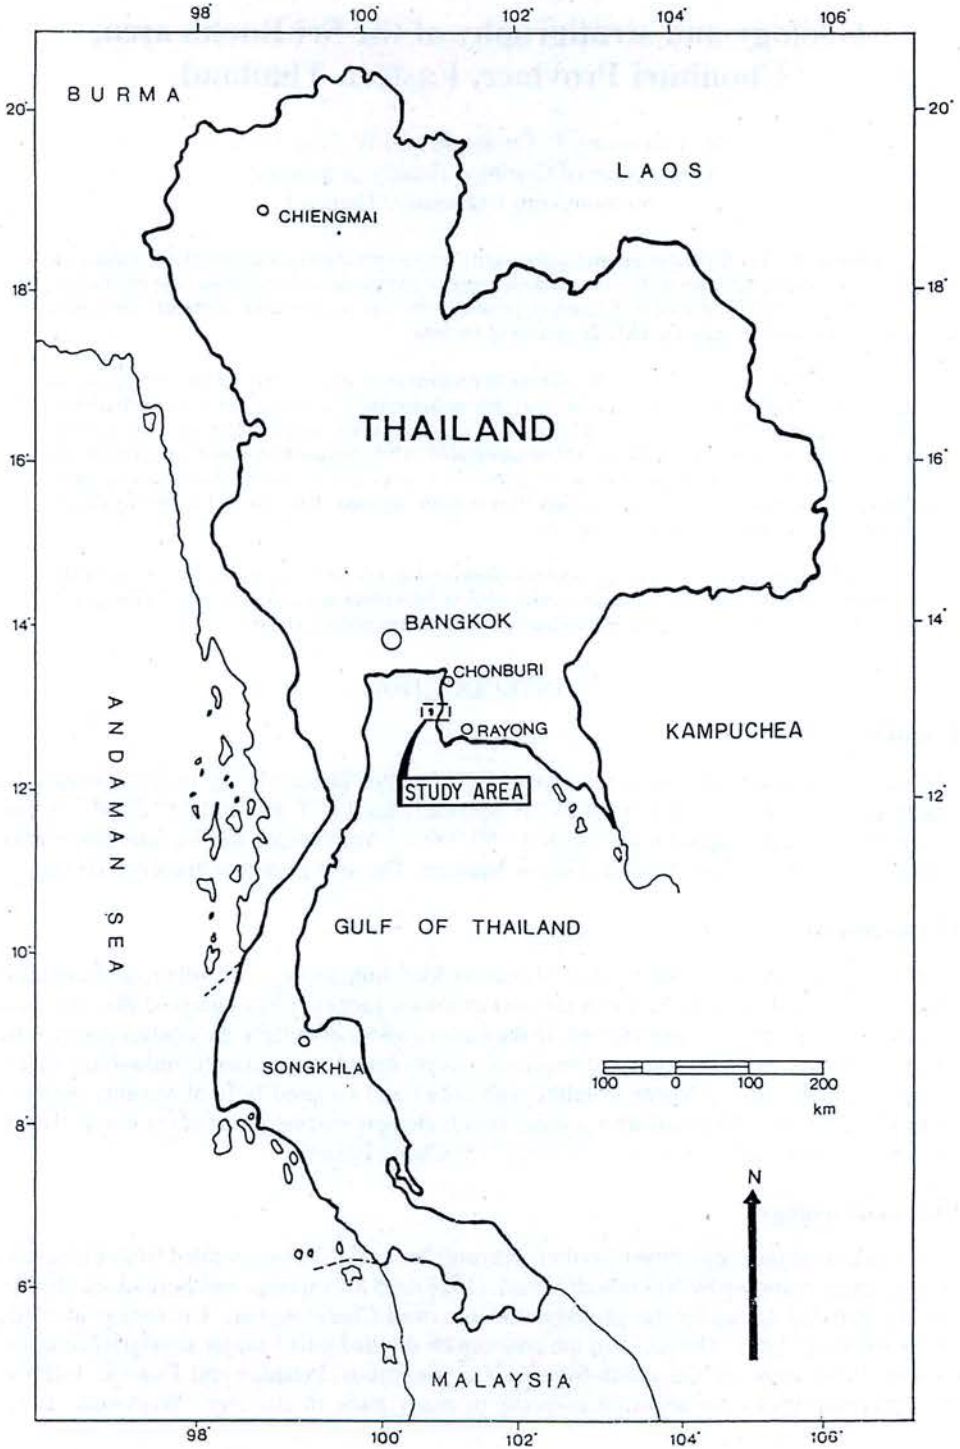 98° 100 102° 104° 106°
BURMA
20° 20°
LAOS
CHIENGMAI
18° 18°
THAILAND
16° 16°
14° 14°
BANGKOK
CHONBURI
RAYONG
KAMPUCHEA
STUDY AREA
12° 12°
ANDAMAN SEA
GULF OF THAILAND
10°
SONGKHLA
100 0 100 200
km
8°
N
6°
MALAYSIA
98° 100 102° 104° 106°